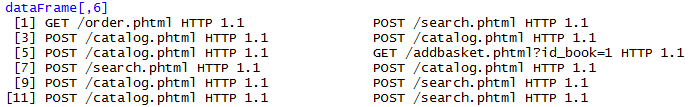 dataFrame[,6]
[1] GET /order.phtml HTTP 1.1 POST /search.phtml HTTP 1.1
[3] POST /catalog.phtml HTTP 1.1 POST /catalog.phtml HTTP 1.1
[5] POST /catalog.phtml HTTP 1.1 GET /addbasket.phtml?id_book=1 HTTP 1.1
[7] POST /search.phtml HTTP 1.1 POST /catalog.phtml HTTP 1.1
[9] POST /catalog.phtml HTTP 1.1 POST /search.phtml HTTP 1.1
[11] POST /catalog.phtml HTTP 1.1 POST /search.phtml HTTP 1.1